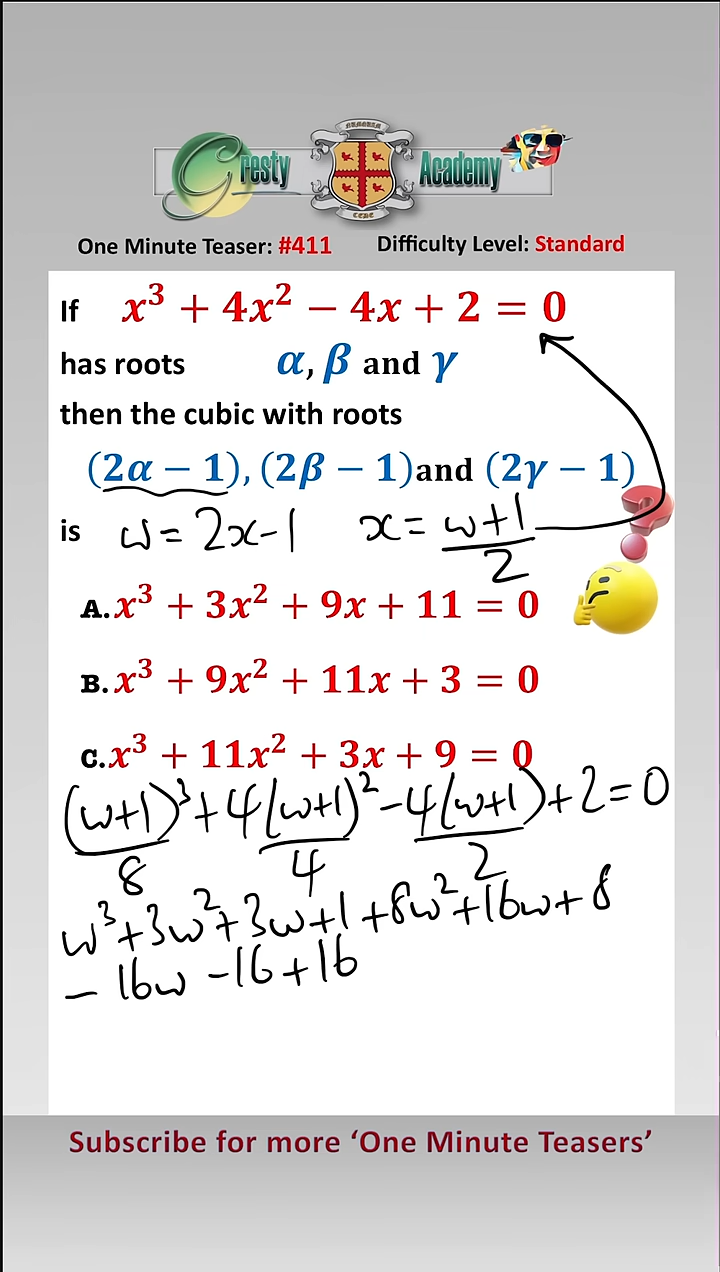 NUMQUAM
Cresty Academy
CEDE
One Minute Teaser: #411 Difficulty Level: Standard
If x³ + 4x² − 4x + 2 = 0
has roots α, β and γ
then the cubic with roots
(2α − 1), (2β − 1)and (2γ − 1)
is w = 2x-1 x = (w+1)/2
A. x³ + 3x² + 9x + 11 = 0
B. x³ + 9x² + 11x + 3 = 0
C. x³ + 11x² + 3x + 9 = 0
(w+1)³/8 + 4(w+1)²/4 - 4(w+1)/2 + 2 = 0
w³ + 3w² + 3w + 1 + 8w² + 16w + 8
- 16w - 16 + 16
Subscribe for more ‘One Minute Teasers’